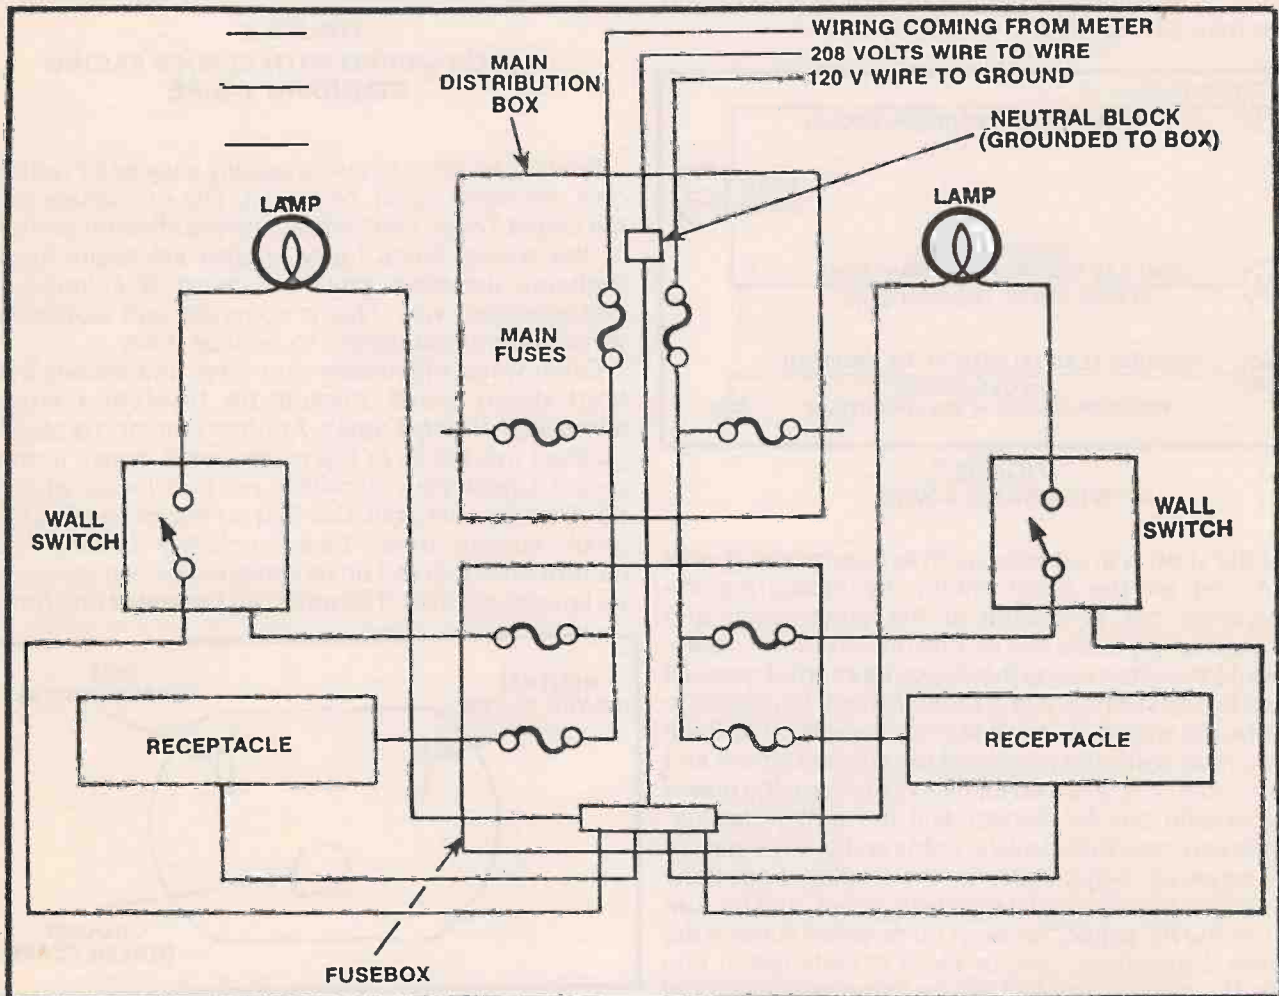 WIRING COMING FROM METER
208 VOLTS WIRE TO WIRE
120 V WIRE TO GROUND
MAIN
DISTRIBUTION
BOX
NEUTRAL BLOCK
(GROUNDED TO BOX)
LAMP
LAMP
MAIN
FUSES
WALL
SWITCH
WALL
SWITCH
RECEPTACLE
RECEPTACLE
FUSEBOX